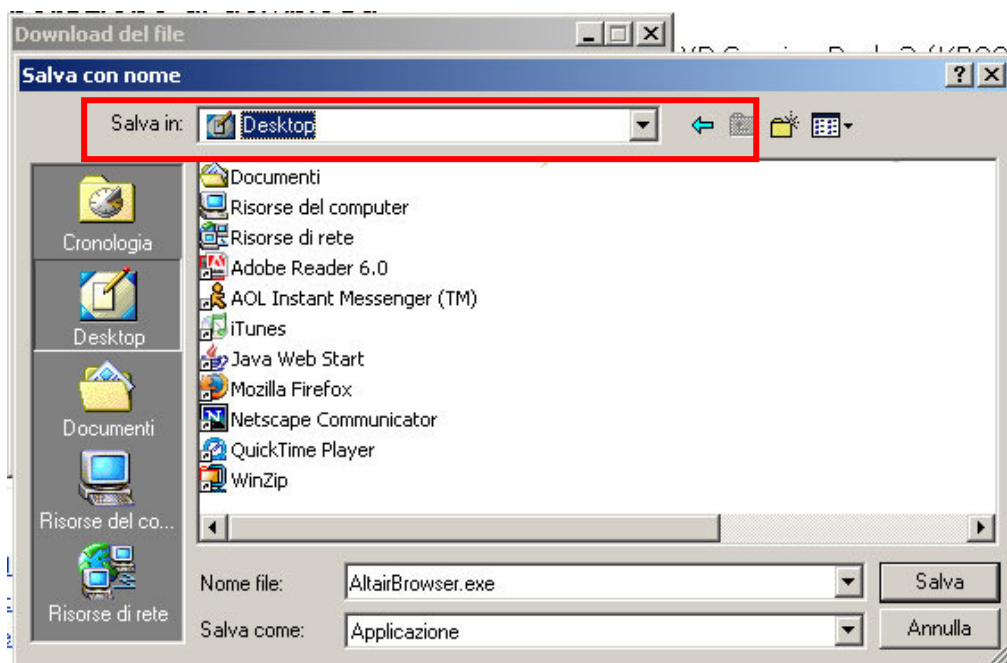 Download del file
Salva con nome
Salva in: Desktop
Cronologia
Desktop
Documenti
Risorse del co...
Risorse di rete
Documenti
Risorse del computer
Risorse di rete
Adobe Reader 6.0
AOL Instant Messenger (TM)
iTunes
Java Web Start
Mozilla Firefox
Netscape Communicator
QuickTime Player
WinZip
Nome file: AltairBrowser.exe
Salva
Salva come: Applicazione
Annulla